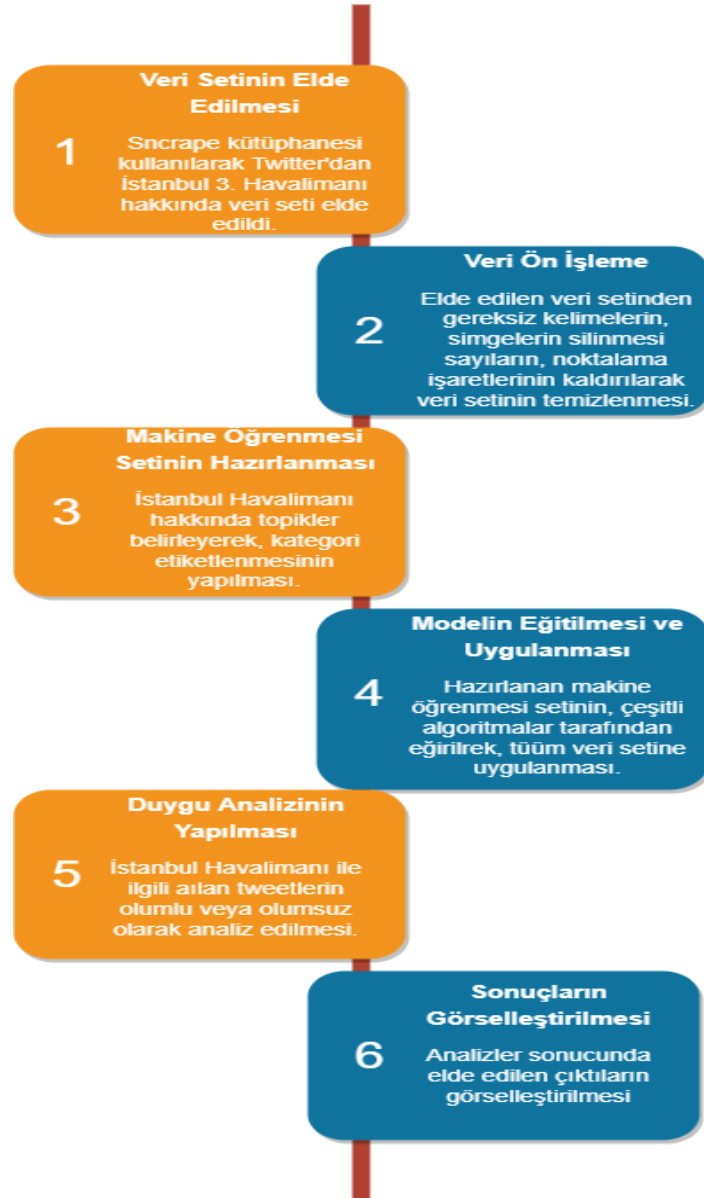 Veri Setinin Elde
Edilmesi
1
Sncrape kütüphanesi
kullanılarak Twitter'dan
İstanbul 3. Havalimanı
hakkında veri seti elde
edildi.
Veri Ön İşleme
2
Elde edilen veri setinden
gereksiz kelimelerin,
simgelerin silinmesi
sayıların, noktalama
işaretlerinin kaldırılarak
veri setinin temizlenmesi.
Makine Öğrenmesi
Setinin Hazırlanması
3
İstanbul Havalimanı
hakkında topikler
belirleyerek, kategori
etiketlenmesinin
yapılması.
Modelin Eğitilmesi ve
Uygulanması
4
Hazırlanan makine
öğrenmesi setinin, çeşitli
algoritmalar tarafından
eğirilrek, tüüm veri setine
uygulanması.
Duygu Analizinin
Yapılması
5
İstanbul Havalimanı ile
ilgili aılan tweetlerin
olumlu veya olumsuz
olarak analiz edilmesi.
Sonuçların
Görselleştirilmesi
6
Analizler sonucunda
elde edilen çıktıların
görselleştirilmesi